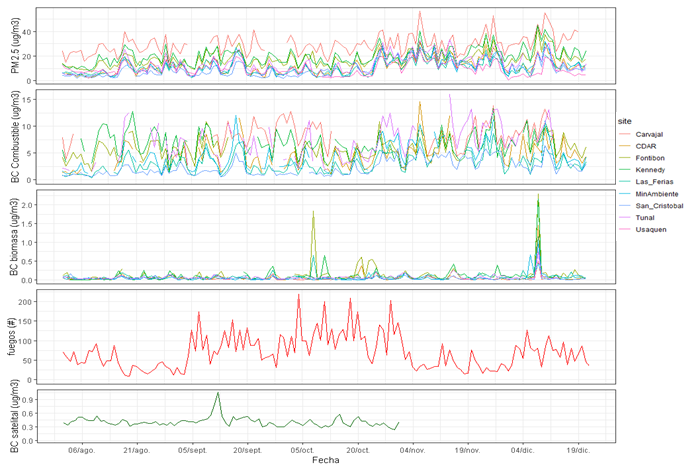 PM2.5 (ug/m3)
40
20
0
BC Combustible (ug/m3)
15
10
5
0
BC biomasa (ug/m3)
2.0
1.5
1.0
0.5
0.0
fuegos (#)
200
150
100
50
0
BC satelital (ug/m3)
0.9
0.6
0.3
0.0
06/ago.
21/ago.
05/sept.
20/sept.
05/oct.
20/oct.
04/nov.
19/nov.
04/dic.
19/dic.
Fecha
site
Carvajal
CDAR
Fontibon
Kennedy
Las_Ferias
MinAmbiente
San_Cristobal
Tunal
Usaquen